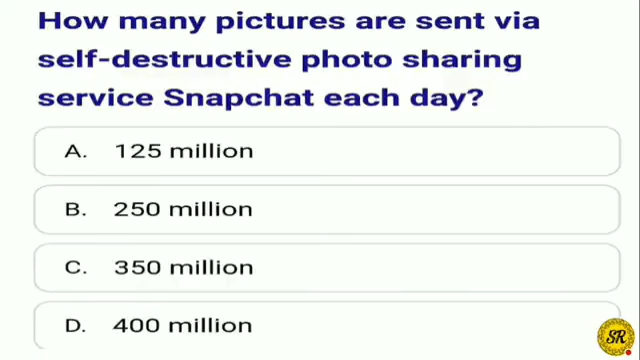 How many pictures are sent via
self-destructive photo sharing
service Snapchat each day?
A. 125 million
B. 250 million
C. 350 million
D. 400 million
SR